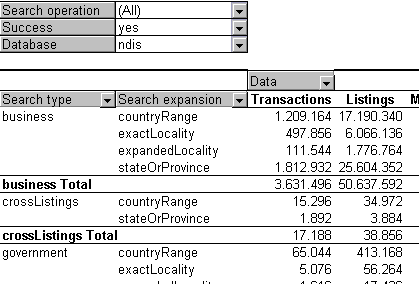 Search operation (All)
Success yes
Database ndis
Data
Search type Search expansion Transactions Listings M
business countryRange 1.209.164 17.190.340
exactLocality 497.856 6.066.136
expandedLocality 111.544 1.776.764
stateOrProvince 1.812.932 25.604.352
business Total 3.631.496 50.637.592
crossListings countryRange 15.296 34.972
stateOrProvince 1.892 3.884
crossListings Total 17.188 38.856
government countryRange 65.044 413.168
exactLocality 5.076 56.264